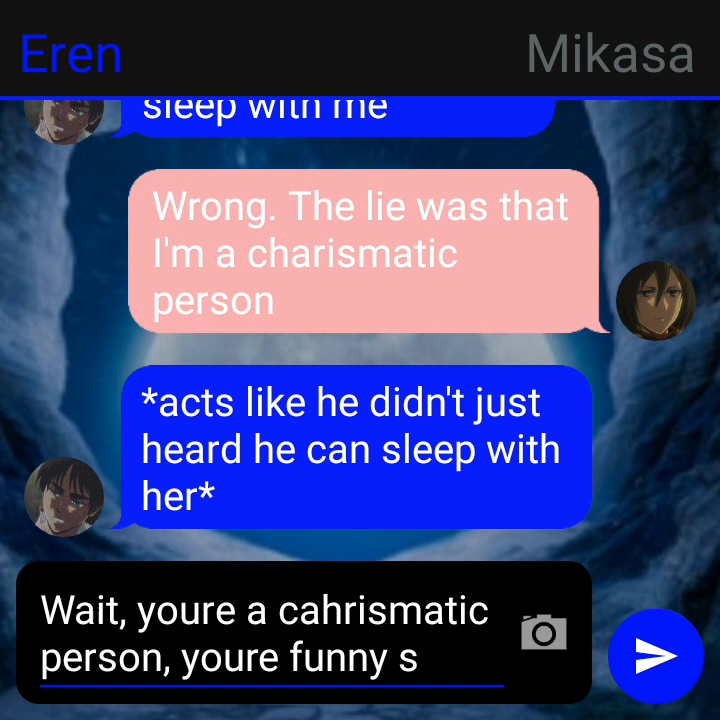 Eren
Mikasa
sleep with me
Wrong. The lie was that
I'm a charismatic
person
*acts like he didn't just
heard he can sleep with
her*
Wait, youre a cahrismatic
person, youre funny s